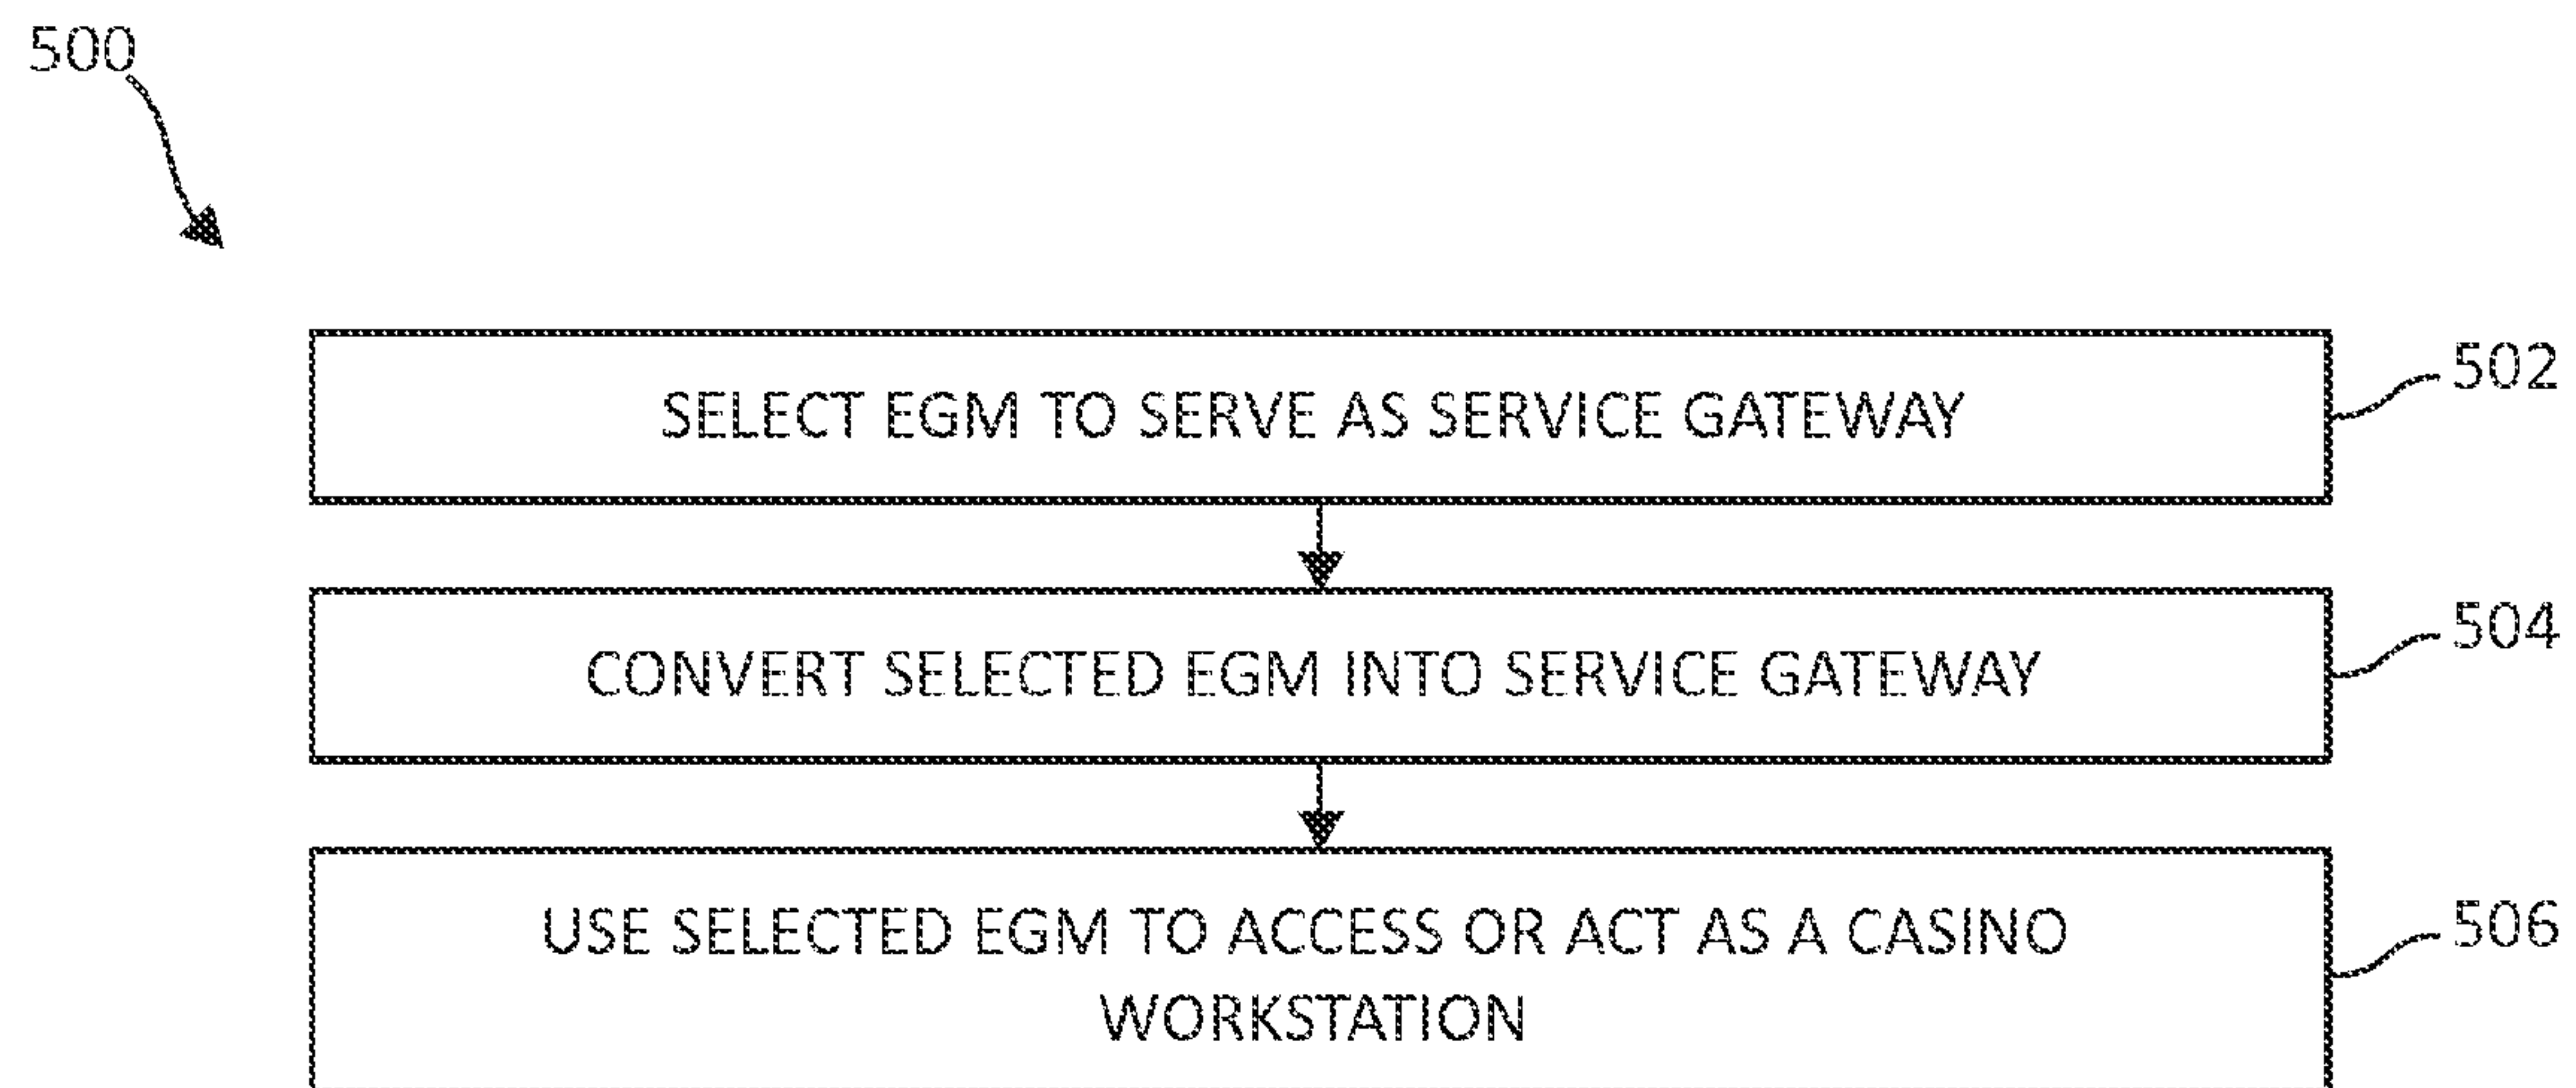 500
SELECT EGM TO SERVE AS SERVICE GATEWAY
502
CONVERT SELECTED EGM INTO SERVICE GATEWAY
504
USE SELECTED EGM TO ACCESS OR ACT AS A CASINO
WORKSTATION
506